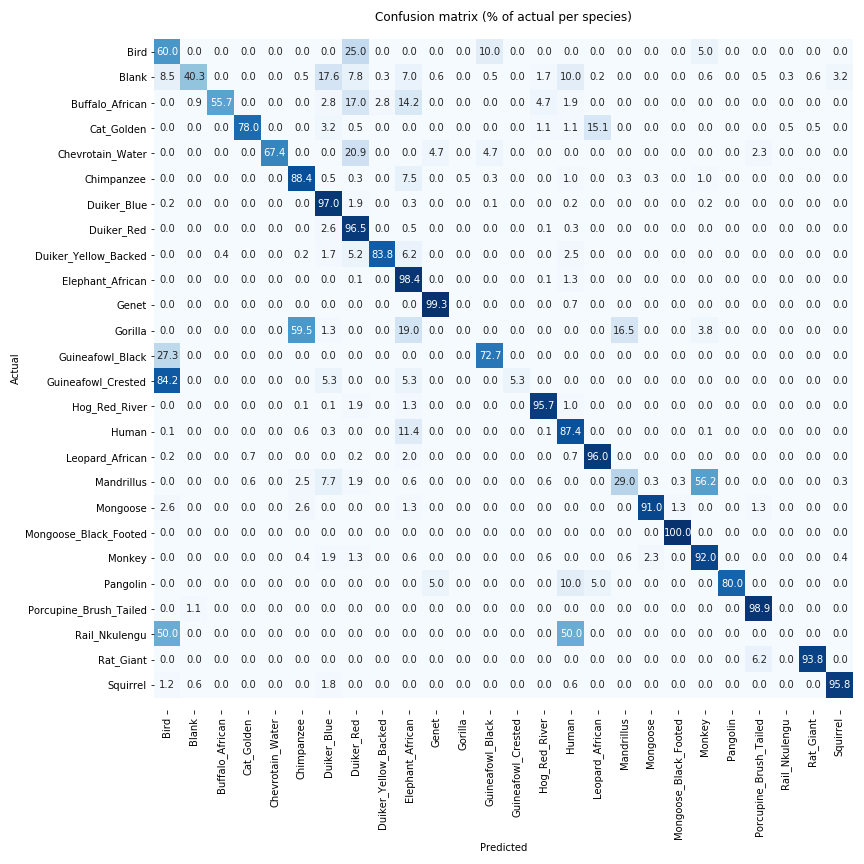 Confusion matrix (% of actual per species)
Actual
Bird 60.0 0.0 0.0 0.0 0.0 0.0 0.0 25.0 0.0 0.0 0.0 0.0 10.0 0.0 0.0 0.0 0.0 0.0 0.0 0.0 5.0 0.0 0.0 0.0 0.0 0.0
Blank 8.5 40.3 0.0 0.0 0.0 0.5 17.6 7.8 0.3 7.0 0.6 0.0 0.5 0.0 1.7 10.0 0.2 0.0 0.0 0.0 0.6 0.0 0.5 0.3 0.6 3.2
Buffalo_African 0.0 0.9 55.7 0.0 0.0 0.0 2.8 17.0 2.8 14.2 0.0 0.0 0.0 0.0 4.7 1.9 0.0 0.0 0.0 0.0 0.0 0.0 0.0 0.0 0.0 0.0
Cat_Golden 0.0 0.0 0.0 78.0 0.0 0.0 3.2 0.5 0.0 0.0 0.0 0.0 0.0 0.0 1.1 1.1 15.1 0.0 0.0 0.0 0.0 0.0 0.0 0.5 0.5 0.0
Chevrotain_Water 0.0 0.0 0.0 0.0 67.4 0.0 0.0 20.9 0.0 0.0 4.7 0.0 4.7 0.0 0.0 0.0 0.0 0.0 0.0 0.0 0.0 0.0 2.3 0.0 0.0 0.0
Chimpanzee 0.0 0.0 0.0 0.0 0.0 88.4 0.5 0.3 0.0 7.5 0.0 0.5 0.3 0.0 0.0 1.0 0.0 0.3 0.3 0.0 1.0 0.0 0.0 0.0 0.0 0.0
Duiker_Blue 0.2 0.0 0.0 0.0 0.0 0.0 97.0 1.9 0.0 0.3 0.0 0.0 0.1 0.0 0.0 0.2 0.0 0.0 0.0 0.0 0.2 0.0 0.0 0.0 0.0 0.0
Duiker_Red 0.0 0.0 0.0 0.0 0.0 0.0 2.6 96.5 0.0 0.5 0.0 0.0 0.0 0.0 0.1 0.3 0.0 0.0 0.0 0.0 0.0 0.0 0.0 0.0 0.0 0.0
Duiker_Yellow_Backed 0.0 0.0 0.4 0.0 0.0 0.2 1.7 5.2 83.8 6.2 0.0 0.0 0.0 0.0 0.0 2.5 0.0 0.0 0.0 0.0 0.0 0.0 0.0 0.0 0.0 0.0
Elephant_African 0.0 0.0 0.0 0.0 0.0 0.0 0.0 0.1 0.0 98.4 0.0 0.0 0.0 0.0 0.1 1.3 0.0 0.0 0.0 0.0 0.0 0.0 0.0 0.0 0.0 0.0
Genet 0.0 0.0 0.0 0.0 0.0 0.0 0.0 0.0 0.0 0.0 99.3 0.0 0.0 0.0 0.0 0.7 0.0 0.0 0.0 0.0 0.0 0.0 0.0 0.0 0.0 0.0
Gorilla 0.0 0.0 0.0 0.0 0.0 59.5 1.3 0.0 0.0 19.0 0.0 0.0 0.0 0.0 0.0 0.0 0.0 16.5 0.0 0.0 3.8 0.0 0.0 0.0 0.0 0.0
Guineafowl_Black 27.3 0.0 0.0 0.0 0.0 0.0 0.0 0.0 0.0 0.0 0.0 0.0 72.7 0.0 0.0 0.0 0.0 0.0 0.0 0.0 0.0 0.0 0.0 0.0 0.0 0.0
Guineafowl_Crested 84.2 0.0 0.0 0.0 0.0 0.0 5.3 0.0 0.0 5.3 0.0 0.0 0.0 5.3 0.0 0.0 0.0 0.0 0.0 0.0 0.0 0.0 0.0 0.0 0.0 0.0
Hog_Red_River 0.0 0.0 0.0 0.0 0.0 0.1 0.1 1.9 0.0 1.3 0.0 0.0 0.0 0.0 95.7 1.0 0.0 0.0 0.0 0.0 0.0 0.0 0.0 0.0 0.0 0.0
Human 0.1 0.0 0.0 0.0 0.0 0.6 0.3 0.0 0.0 11.4 0.0 0.0 0.0 0.0 0.1 87.4 0.0 0.0 0.0 0.0 0.1 0.0 0.0 0.0 0.0 0.0
Leopard_African 0.2 0.0 0.0 0.7 0.0 0.0 0.0 0.2 0.0 2.0 0.0 0.0 0.0 0.0 0.0 0.7 96.0 0.0 0.0 0.0 0.0 0.0 0.0 0.0 0.0 0.0
Mandrillus 0.0 0.0 0.0 0.6 0.0 2.5 7.7 1.9 0.0 0.6 0.0 0.0 0.0 0.0 0.6 0.0 0.0 29.0 0.3 0.3 56.2 0.0 0.0 0.0 0.0 0.3
Mongoose 2.6 0.0 0.0 0.0 0.0 2.6 0.0 0.0 0.0 1.3 0.0 0.0 0.0 0.0 0.0 0.0 0.0 0.0 91.0 1.3 0.0 0.0 1.3 0.0 0.0 0.0
Mongoose_Black_Footed 0.0 0.0 0.0 0.0 0.0 0.0 0.0 0.0 0.0 0.0 0.0 0.0 0.0 0.0 0.0 0.0 0.0 0.0 0.0 100.0 0.0 0.0 0.0 0.0 0.0 0.0
Monkey 0.0 0.0 0.0 0.0 0.0 0.4 1.9 1.3 0.0 0.6 0.0 0.0 0.0 0.0 0.6 0.0 0.0 0.6 2.3 0.0 92.0 0.0 0.0 0.0 0.0 0.4
Pangolin 0.0 0.0 0.0 0.0 0.0 0.0 0.0 0.0 0.0 0.0 5.0 0.0 0.0 0.0 0.0 10.0 5.0 0.0 0.0 0.0 0.0 80.0 0.0 0.0 0.0 0.0
Porcupine_Brush_Tailed 0.0 1.1 0.0 0.0 0.0 0.0 0.0 0.0 0.0 0.0 0.0 0.0 0.0 0.0 0.0 0.0 0.0 0.0 0.0 0.0 0.0 0.0 98.9 0.0 0.0 0.0
Rail_Nkulengu 50.0 0.0 0.0 0.0 0.0 0.0 0.0 0.0 0.0 0.0 0.0 0.0 0.0 0.0 0.0 50.0 0.0 0.0 0.0 0.0 0.0 0.0 0.0 0.0 0.0 0.0
Rat_Giant 0.0 0.0 0.0 0.0 0.0 0.0 0.0 0.0 0.0 0.0 0.0 0.0 0.0 0.0 0.0 0.0 0.0 0.0 0.0 0.0 0.0 0.0 6.2 0.0 93.8 0.0
Squirrel 1.2 0.6 0.0 0.0 0.0 0.0 1.8 0.0 0.0 0.0 0.0 0.0 0.0 0.0 0.0 0.6 0.0 0.0 0.0 0.0 0.0 0.0 0.0 0.0 0.0 95.8
Bird
Blank
Buffalo_African
Cat_Golden
Chevrotain_Water
Chimpanzee
Duiker_Blue
Duiker_Red
Duiker_Yellow_Backed
Elephant_African
Genet
Gorilla
Guineafowl_Black
Guineafowl_Crested
Hog_Red_River
Human
Leopard_African
Mandrillus
Mongoose
Mongoose_Black_Footed
Monkey
Pangolin
Porcupine_Brush_Tailed
Rail_Nkulengu
Rat_Giant
Squirrel
Predicted